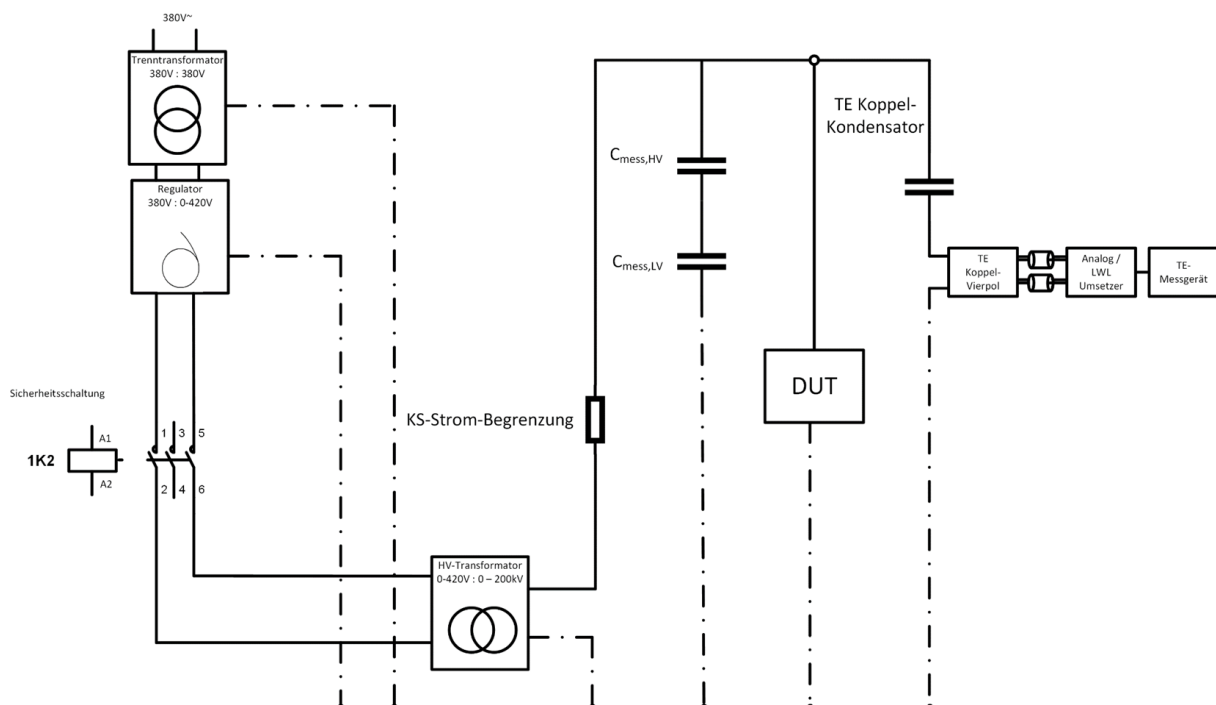 380V~
Trenntransformator
380V : 380V
Regulator
380V : 0-420V
TE Koppel-
Kondensator
Cmess,HV
Cmess,LV
TE
Koppel-
Vierpol
Analog /
LWL
Umsetzer
TE-
Messgerät
DUT
Sicherheitsschaltung
KS-Strom-Begrenzung
A1
1K2
A2
1 3 5
2 4 6
HV-Transformator
0-420V : 0 – 200kV